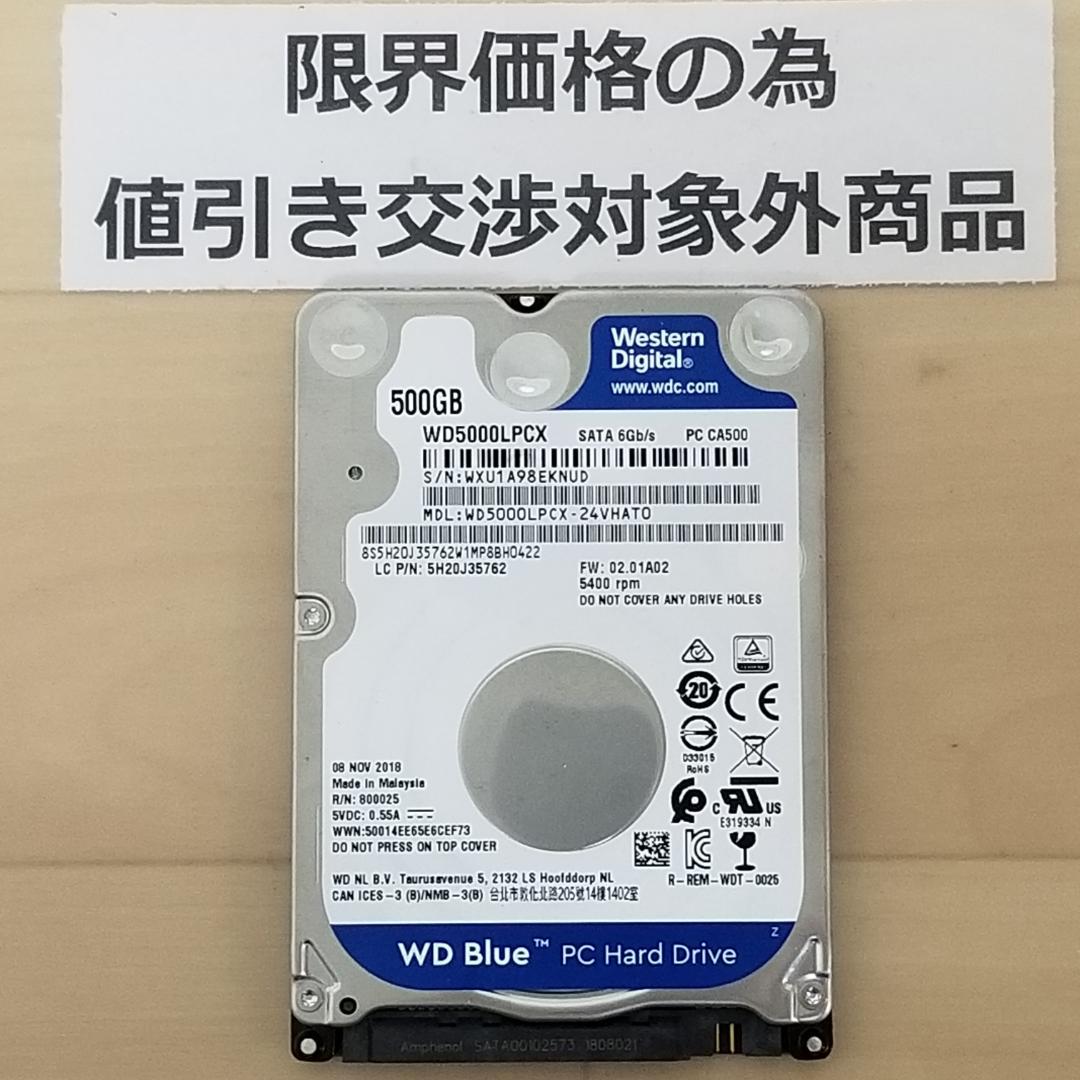 限界価格の為
値引き交渉対象外商品
Western
Digital®
www.wdc.com
500GB
WD5000LPCX SATA 6Gb/s PC CA500
S/N:WXU1A98EKNUD
MDL:WD5000LPCX-24VHAT0
8S5H20J35762W1MP8BH0422
LC P/N: 5H20J35762
FW: 02.01A02
5400 rpm
DO NOT COVER ANY DRIVE HOLES
20
CE
D33015
RoHS
08 NOV 2018
Made in Malaysia
R/N: 800025
5VDC: 0.55A
WWN:50014EE65E6CEF73
DO NOT PRESS ON TOP COVER
c RU US
E319334 N
R-REM-WDT-0025
WD NL B.V. Taurusavenue 5, 2132 LS Hoofddorp NL
CAN ICES-3 (B)/NMB-3(B) 台北市敦化北路205號14樓1402室
Z
WD Blue™ PC Hard Drive
Amphenol SATA00102573 1808021